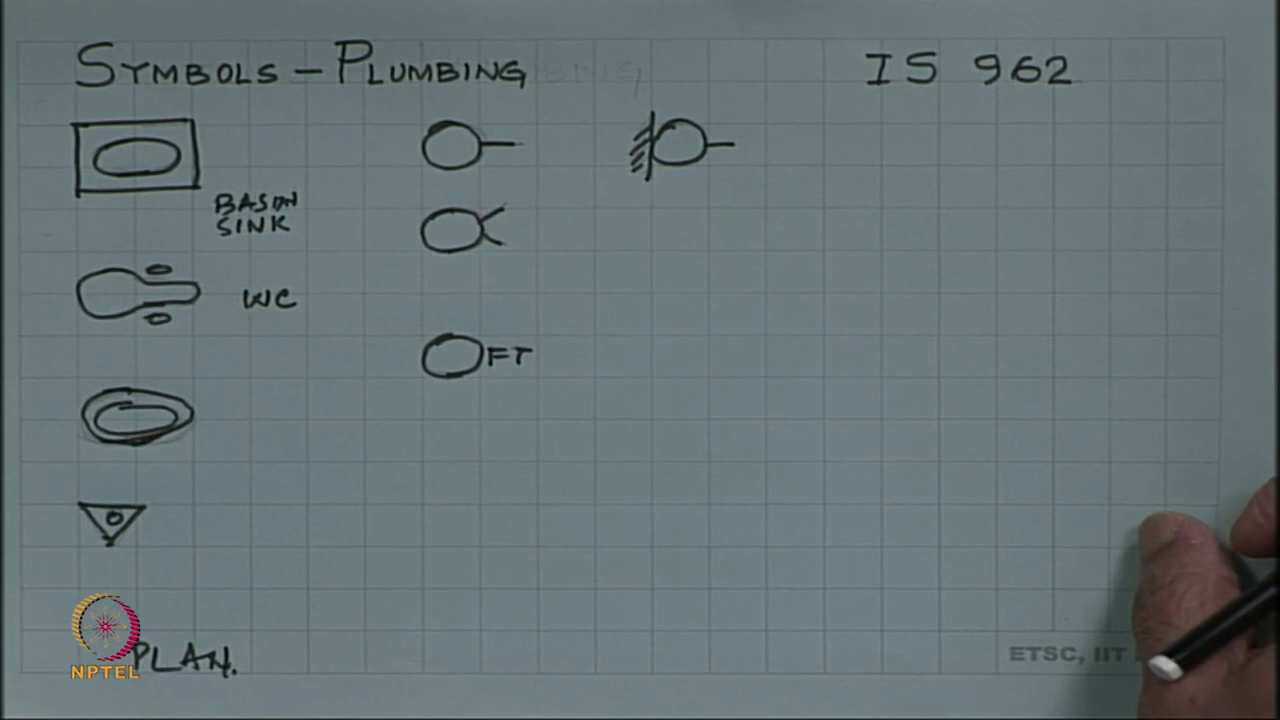 SYMBOLS – PLUMBING
IS 962
BASON
SINK
WC
FT
PLAN.
NPTEL
ETSC, IIT